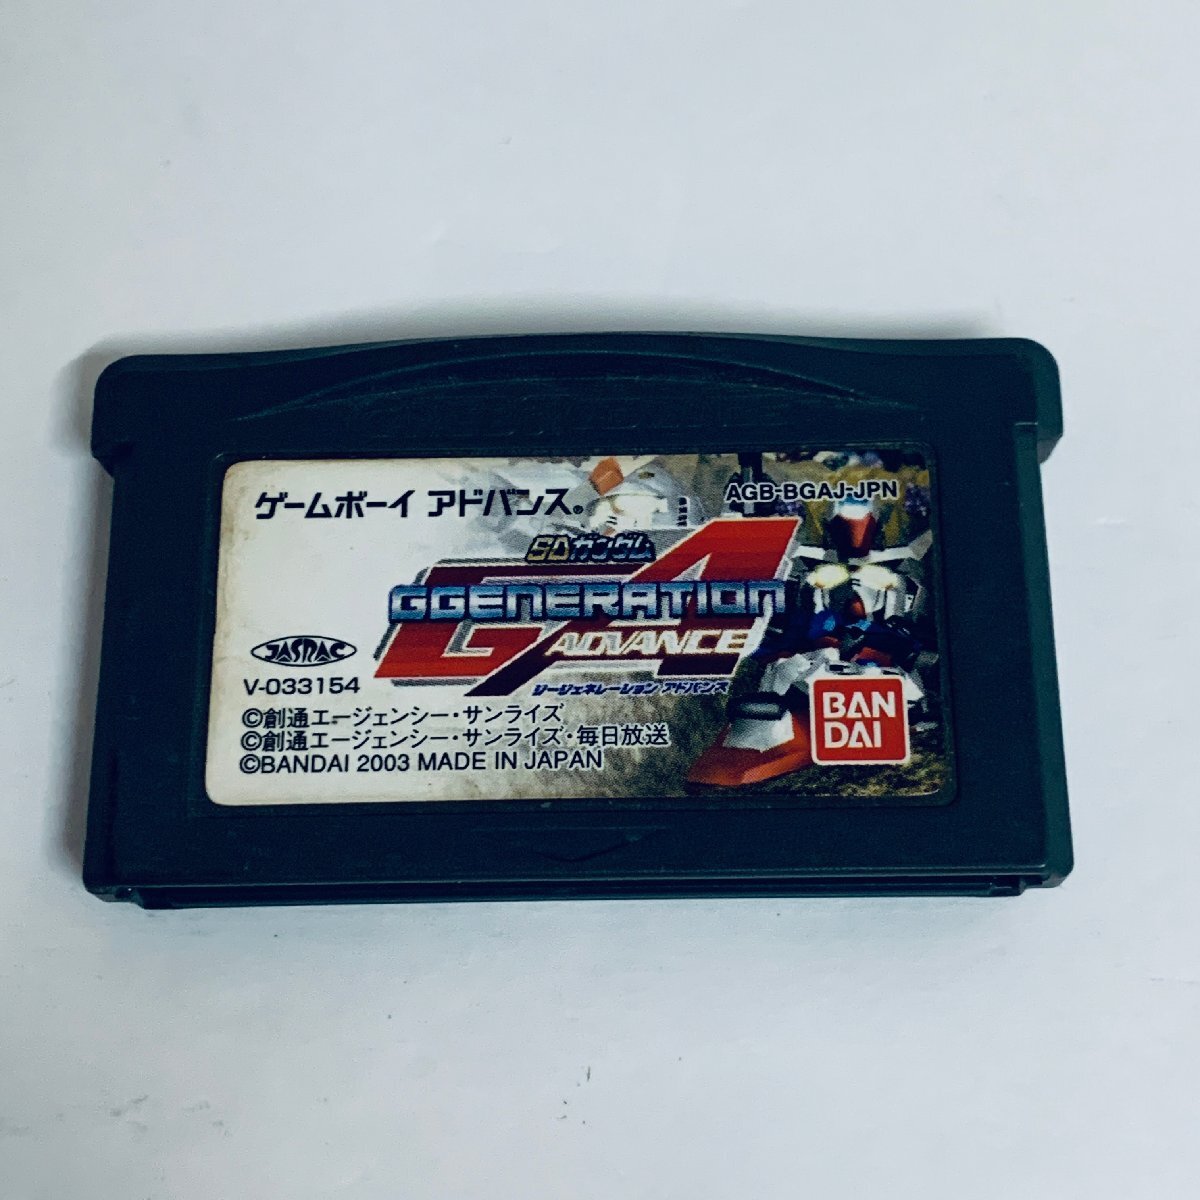 ゲームボーイ アドバンス®
AGB-BGAJ-JPN
SDガンダム
GGENERATION
ADVANCE
ジージェネレーション アドバンス
JASRAC
V-033154
©創通エージェンシー・サンライズ
©創通エージェンシー・サンライズ・毎日放送
©BANDAI 2003 MADE IN JAPAN
BAN
DAI